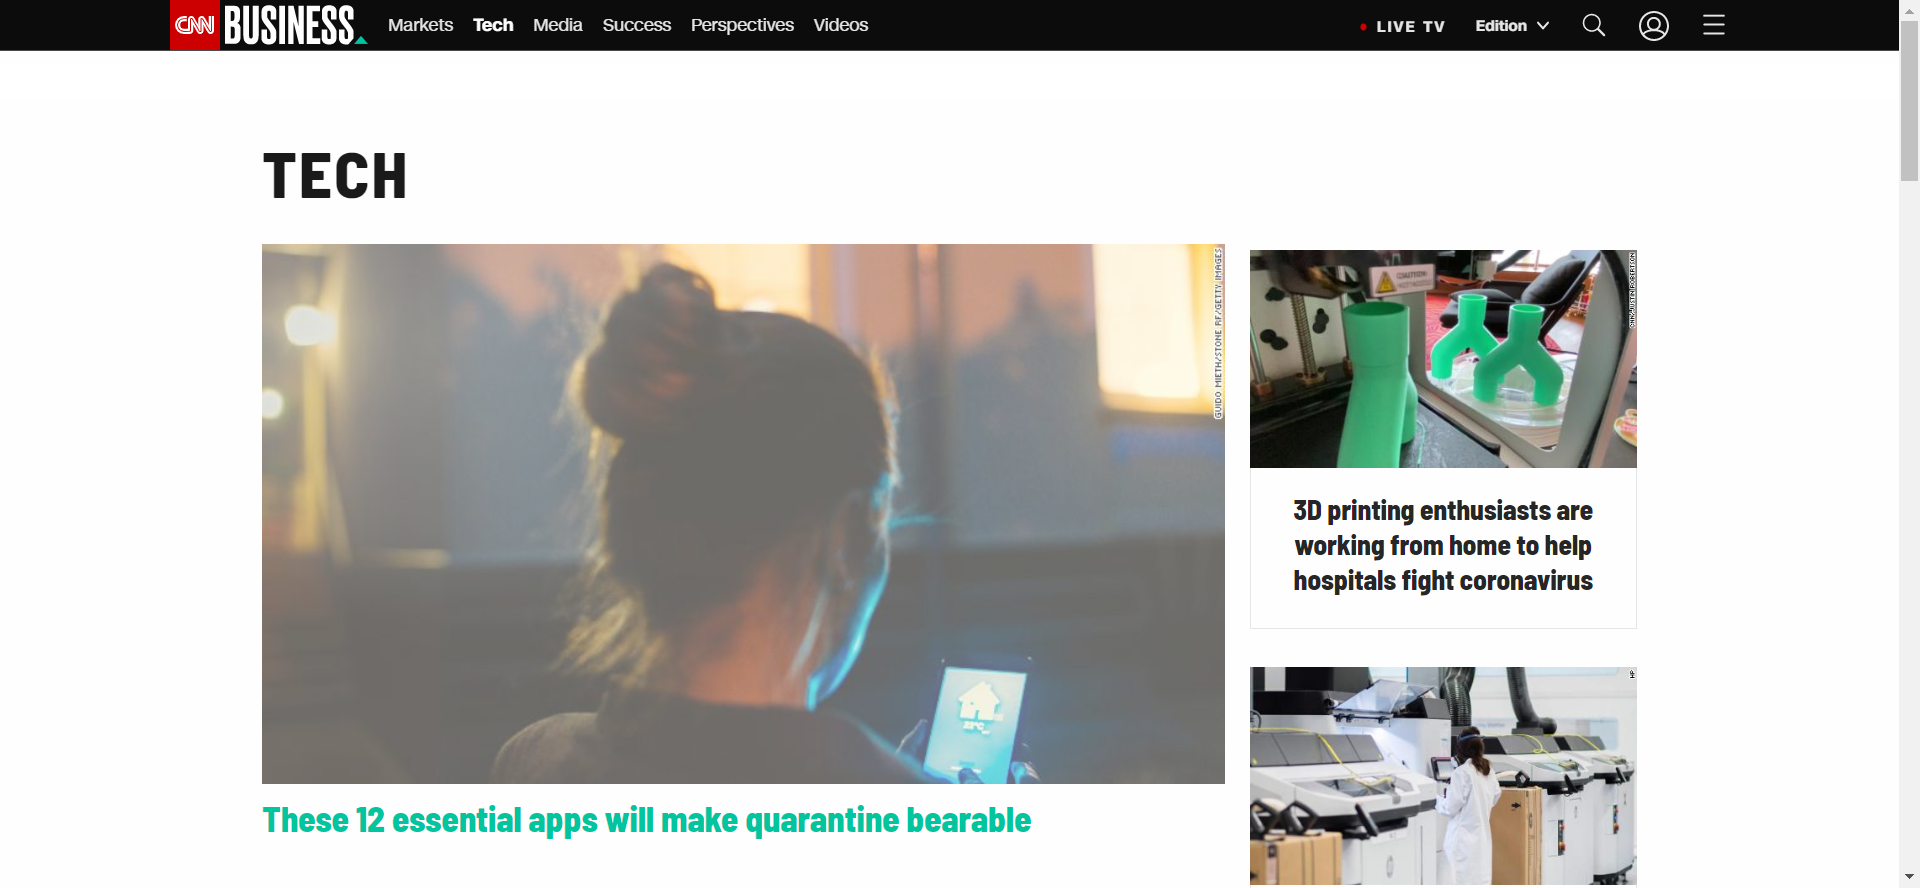 CNN BUSINESS Markets Tech Media Success Perspectives Videos LIVE TV Edition
TECH
GUIDO MIETH/STONE RF/GETTY IMAGES
CAUTION
22°C
These 12 essential apps will make quarantine bearable
3D printing enthusiasts are
working from home to help
hospitals fight coronavirus